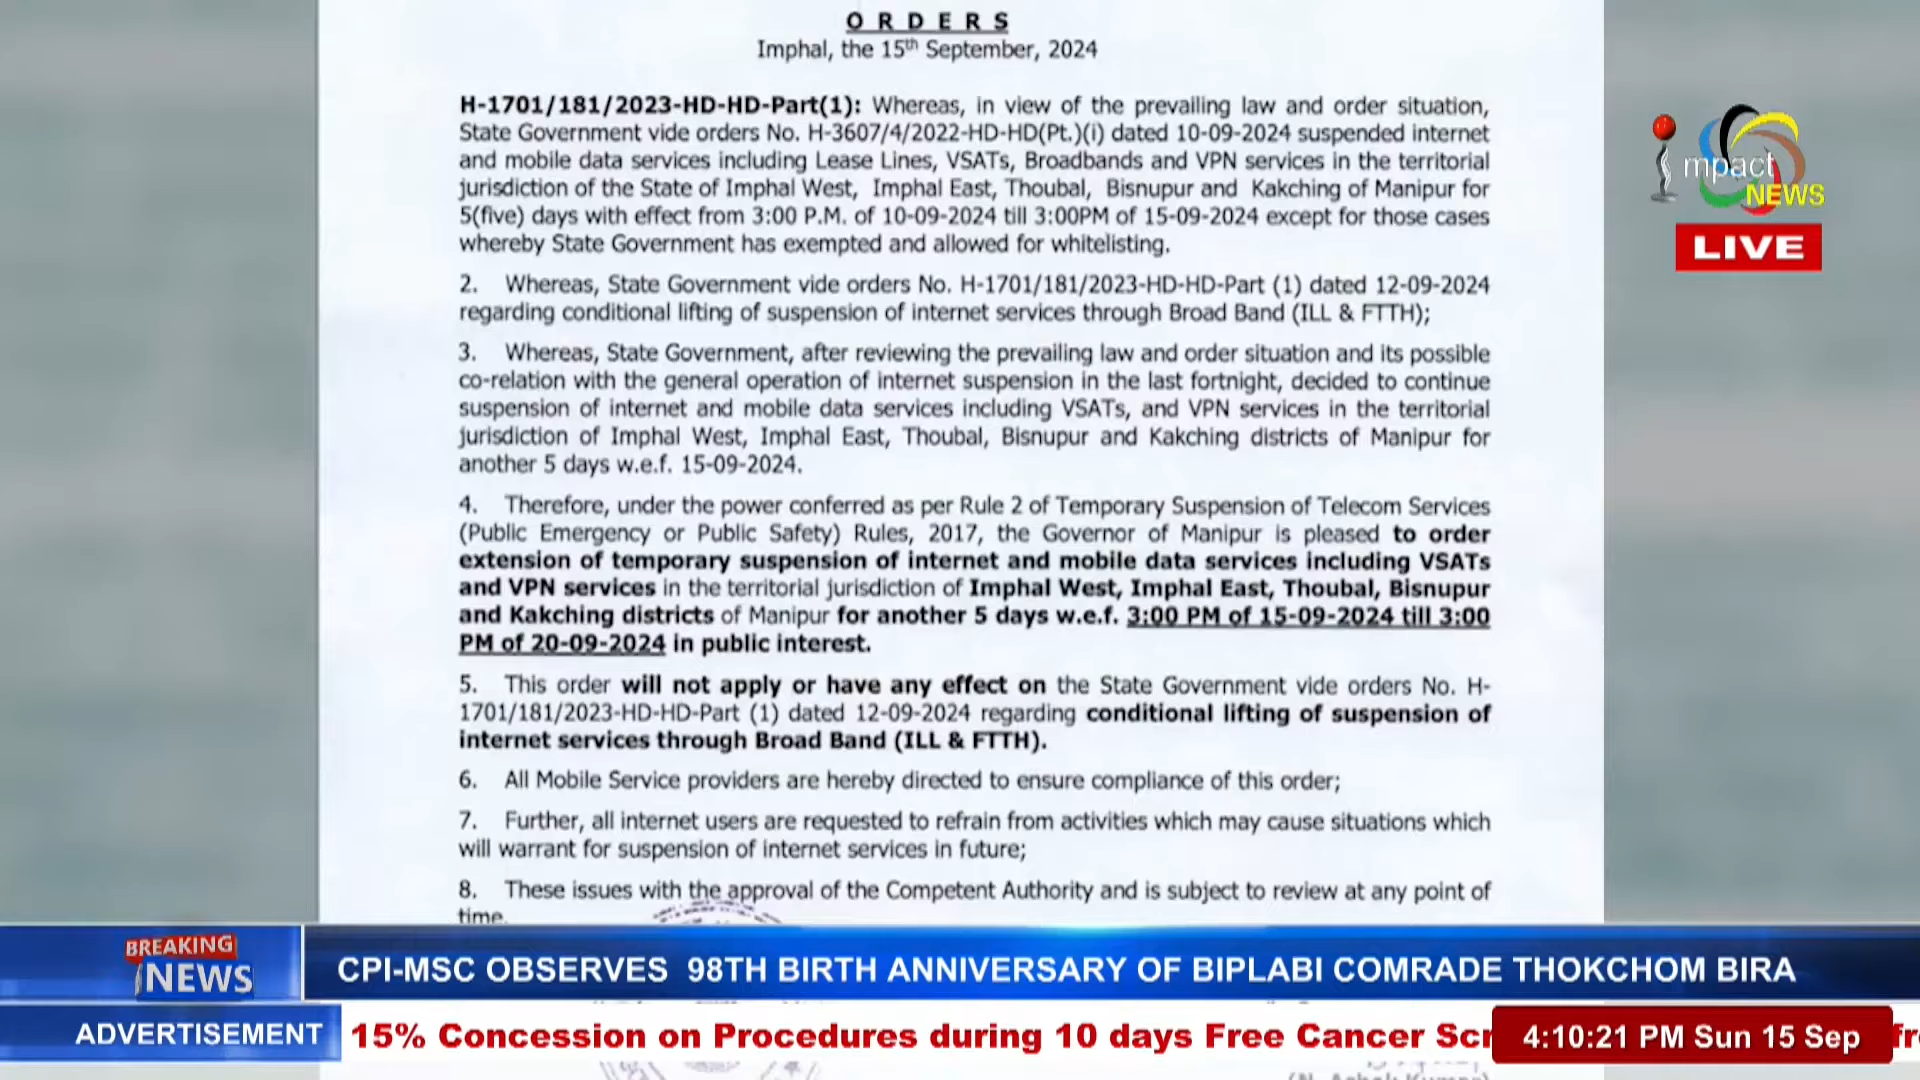 O R D E R S
Imphal, the 15th September, 2024
H-1701/181/2023-HD-HD-Part(1): Whereas, in view of the prevailing law and order situation,
State Government vide orders No. H-3607/4/2022-HD-HD(Pt.)(i) dated 10-09-2024 suspended internet
and mobile data services including Lease Lines, VSATs, Broadbands and VPN services in the territorial
jurisdiction of the State of Imphal West, Imphal East, Thoubal, Bisnupur and Kakching of Manipur for
5(five) days with effect from 3:00 P.M. of 10-09-2024 till 3:00PM of 15-09-2024 except for those cases
whereby State Government has exempted and allowed for whitelisting.
2. Whereas, State Government vide orders No. H-1701/181/2023-HD-HD-Part (1) dated 12-09-2024
regarding conditional lifting of suspension of internet services through Broad Band (ILL & FTTH);
3. Whereas, State Government, after reviewing the prevailing law and order situation and its possible
co-relation with the general operation of internet suspension in the last fortnight, decided to continue
suspension of internet and mobile data services including VSATs, and VPN services in the territorial
jurisdiction of Imphal West, Imphal East, Thoubal, Bisnupur and Kakching districts of Manipur for
another 5 days w.e.f. 15-09-2024.
4. Therefore, under the power conferred as per Rule 2 of Temporary Suspension of Telecom Services
(Public Emergency or Public Safety) Rules, 2017, the Governor of Manipur is pleased to order
extension of temporary suspension of internet and mobile data services including VSATs
and VPN services in the territorial jurisdiction of Imphal West, Imphal East, Thoubal, Bisnupur
and Kakching districts of Manipur for another 5 days w.e.f. 3:00 PM of 15-09-2024 till 3:00
PM of 20-09-2024 in public interest.
5. This order will not apply or have any effect on the State Government vide orders No. H-
1701/181/2023-HD-HD-Part (1) dated 12-09-2024 regarding conditional lifting of suspension of
internet services through Broad Band (ILL & FTTH).
6. All Mobile Service providers are hereby directed to ensure compliance of this order;
7. Further, all internet users are requested to refrain from activities which may cause situations which
will warrant for suspension of internet services in future;
8. These issues with the approval of the Competent Authority and is subject to review at any point of
time.
impact
NEWS
LIVE
BREAKING
NEWS
CPI-MSC OBSERVES 98TH BIRTH ANNIVERSARY OF BIPLABI COMRADE THOKCHOM BIRA
ADVERTISEMENT
15% Concession on Procedures during 10 days Free Cancer Scr
4:10:21 PM Sun 15 Sep